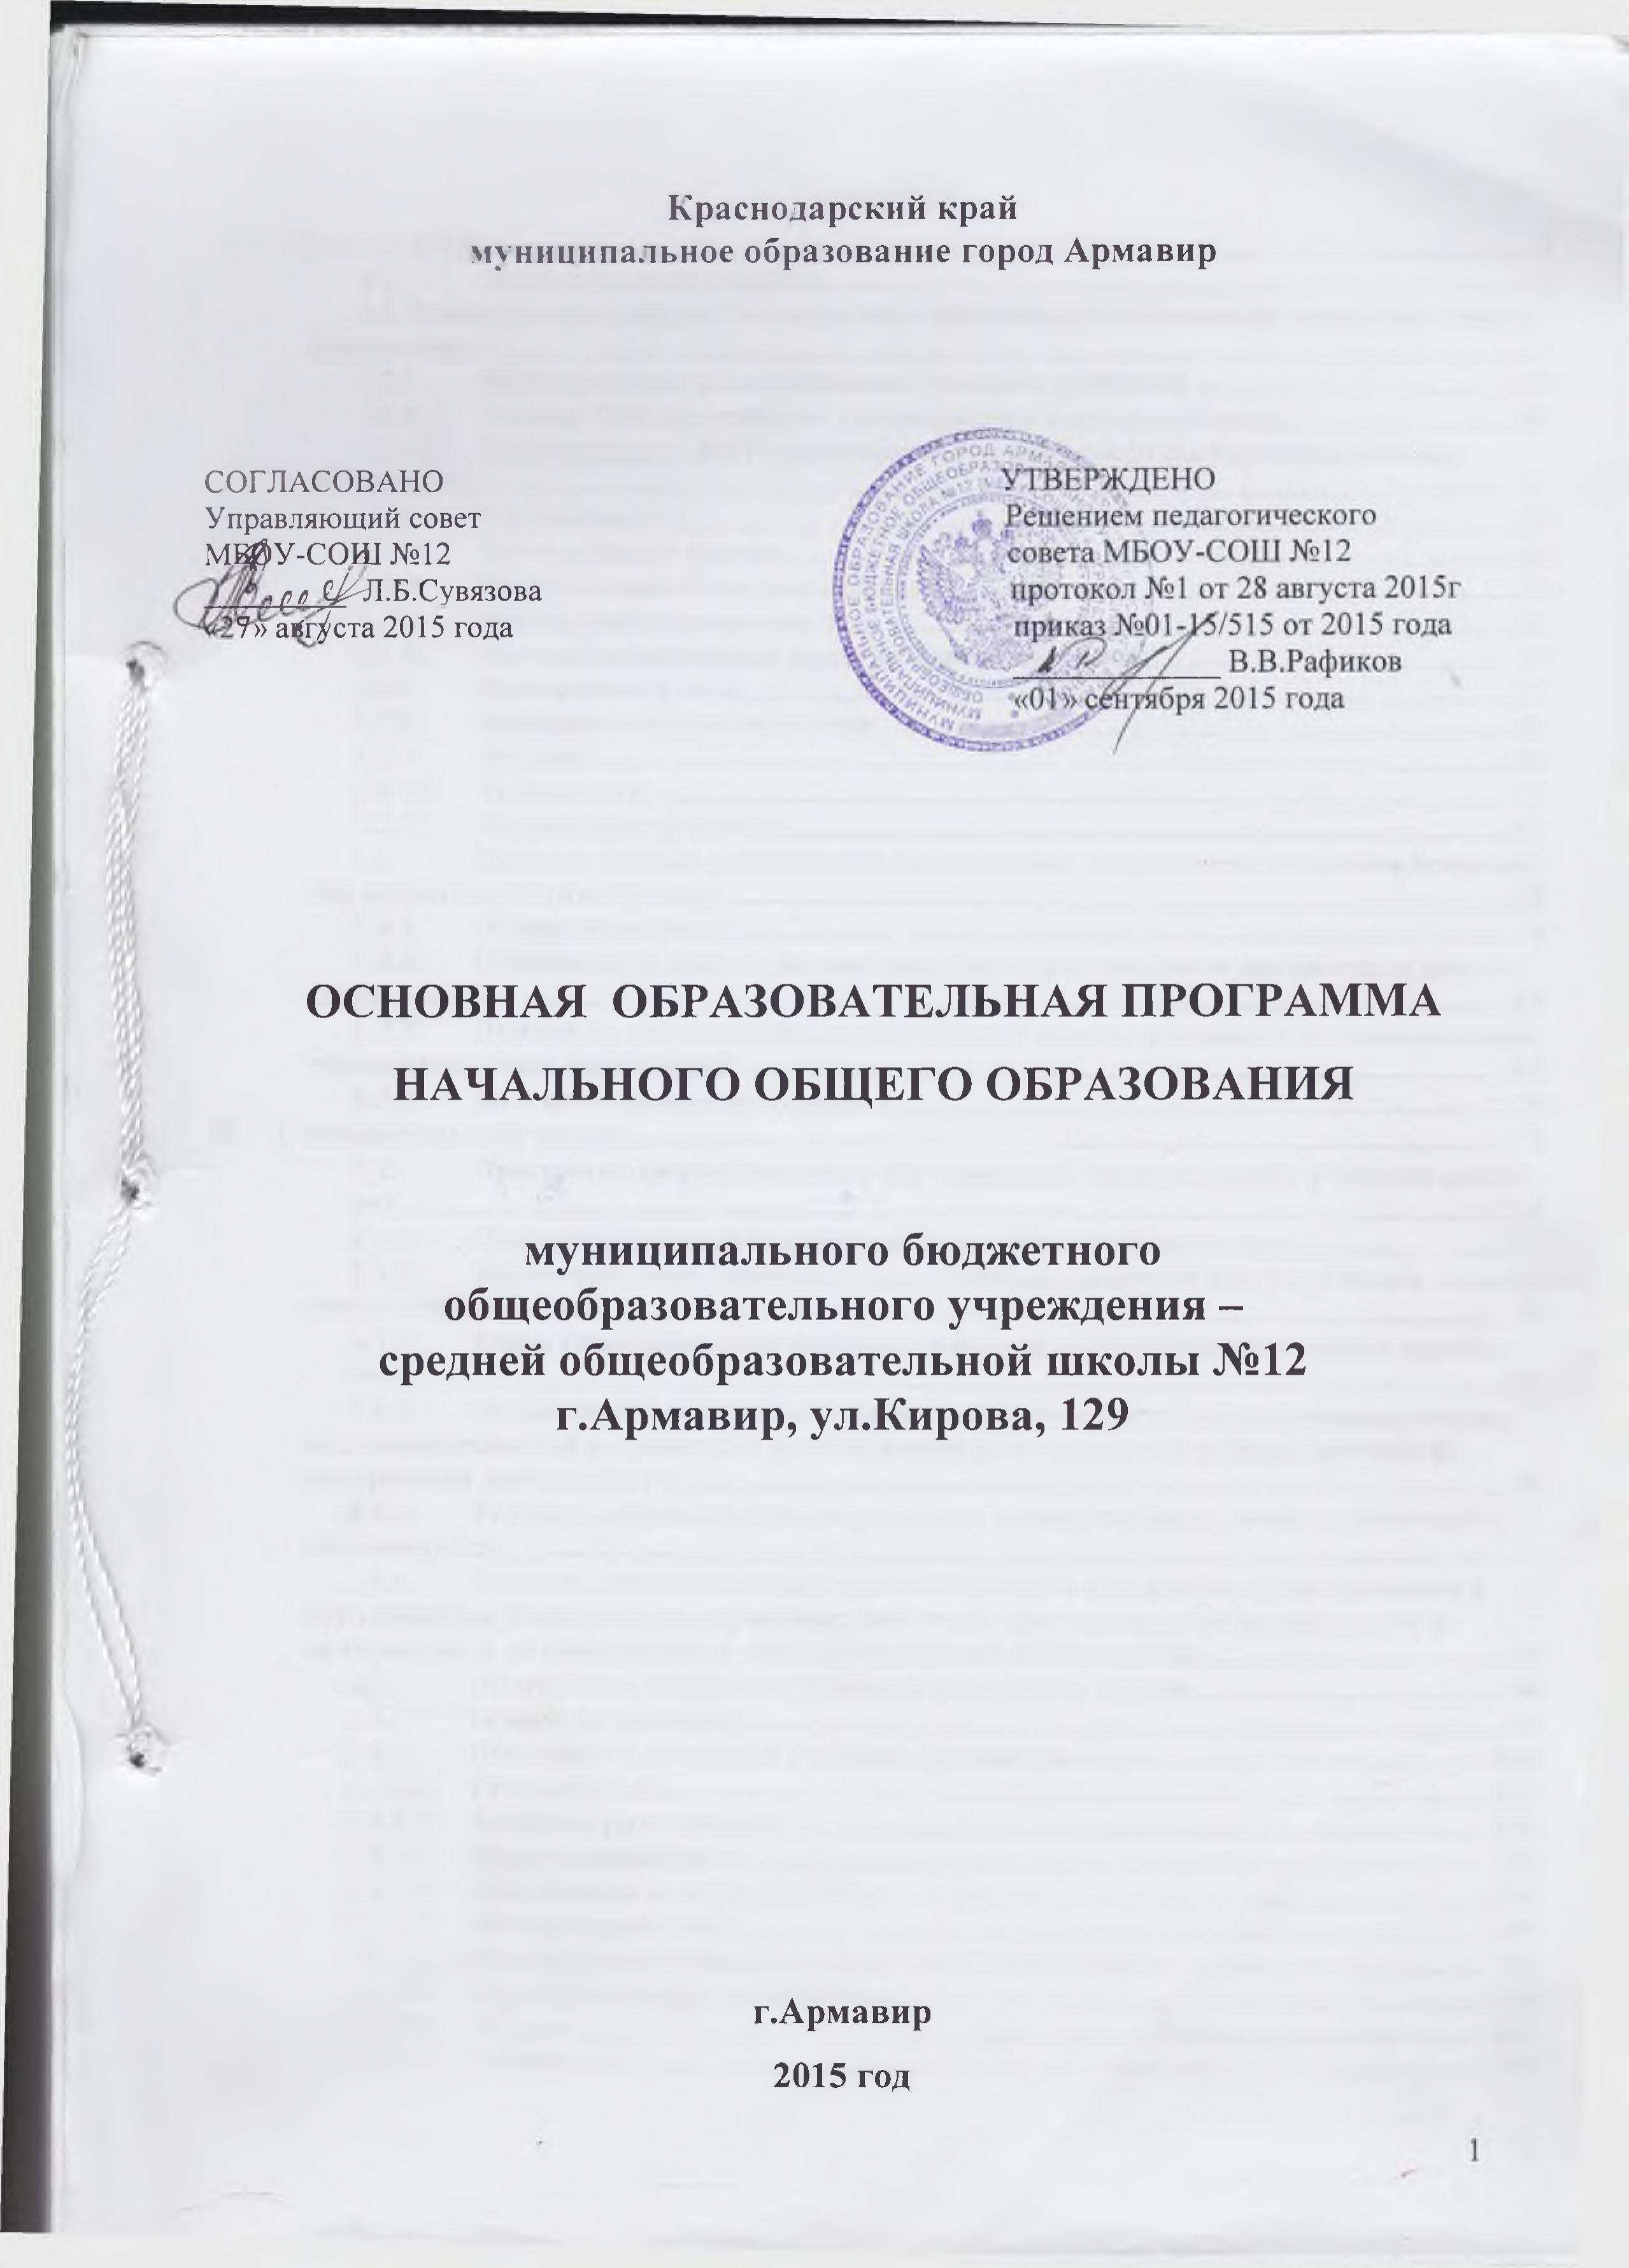 Краснодарский край
муниципальное образование город Армавир
СОГЛАСОВАНО
Управляющий совет
МБОУ-СОШ №12
Л.Б.Сувязова
«27» августа 2015 года
УТВЕРЖДЕНО
Решением педагогического
совета МБОУ-СОШ №12
протокол №1 от 28 августа 2015г
приказ №01-15/515 от 2015 года
В.В.Рафиков
«01» сентября 2015 года
ОСНОВНАЯ ОБРАЗОВАТЕЛЬНАЯ ПРОГРАММА
НАЧАЛЬНОГО ОБЩЕГО ОБРАЗОВАНИЯ
муниципального бюджетного
общеобразовательного учреждения –
средней общеобразовательной школы №12
г.Армавир, ул.Кирова, 129
г.Армавир
2015 год
1